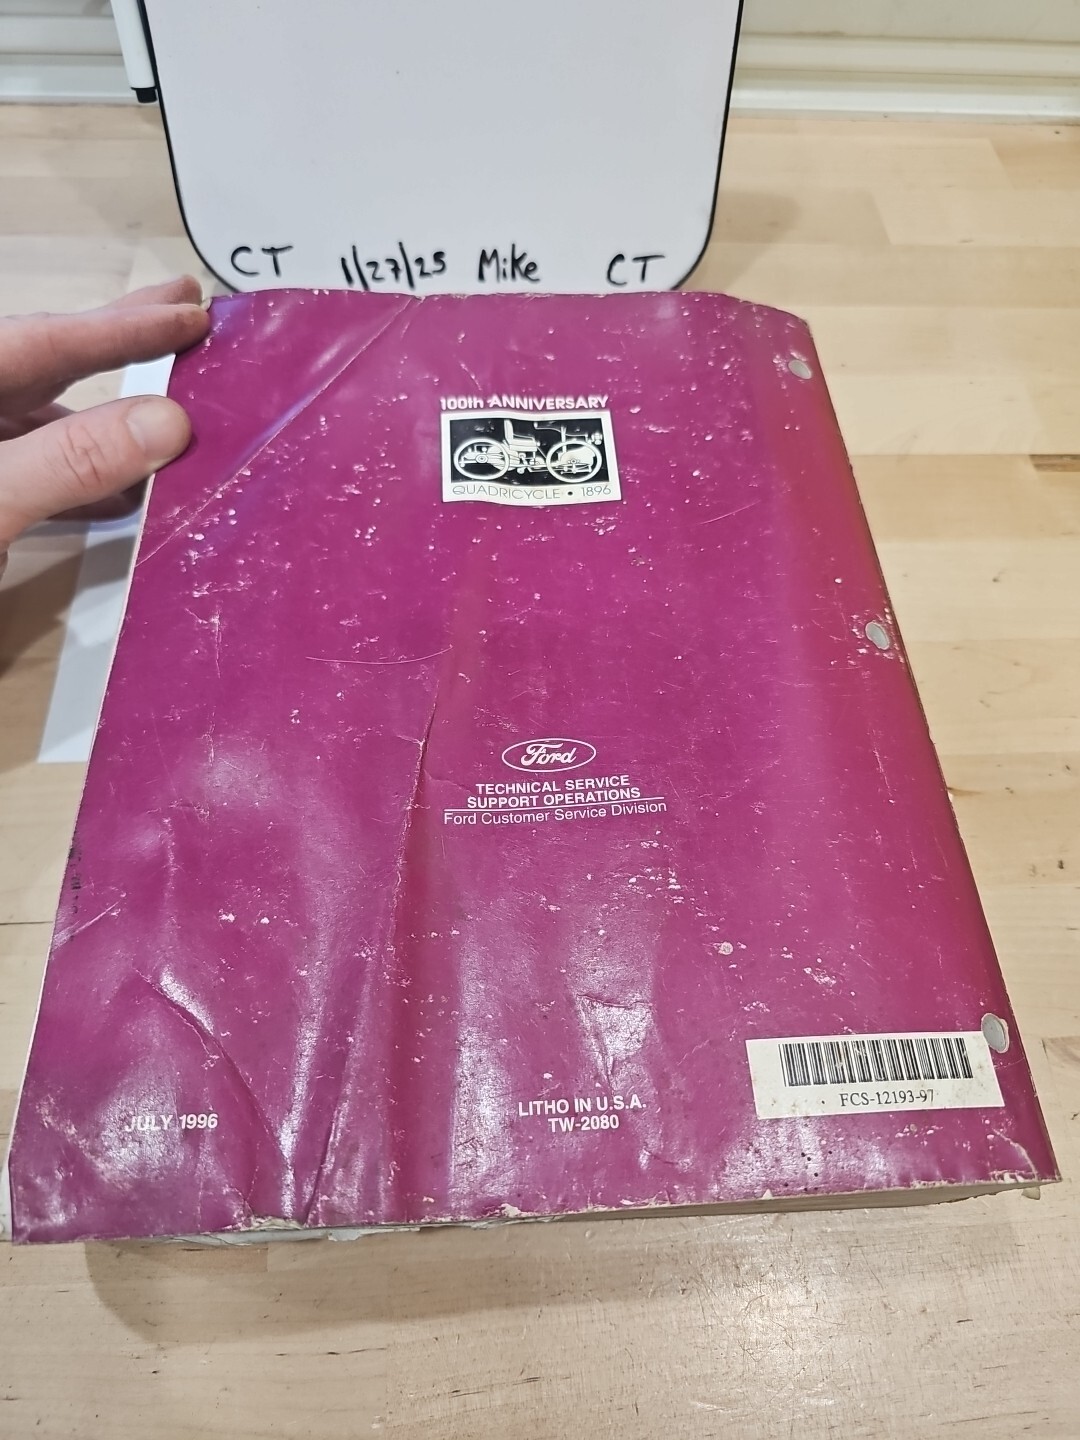 CT 1/27/25 Mike CT
100th ANNIVERSARY
QUADRICYCLE • 1896
Ford
TECHNICAL SERVICE
SUPPORT OPERATIONS
Ford Customer Service Division
FCS-12193-97
JULY 1996
LITHO IN U.S.A.
TW-2080